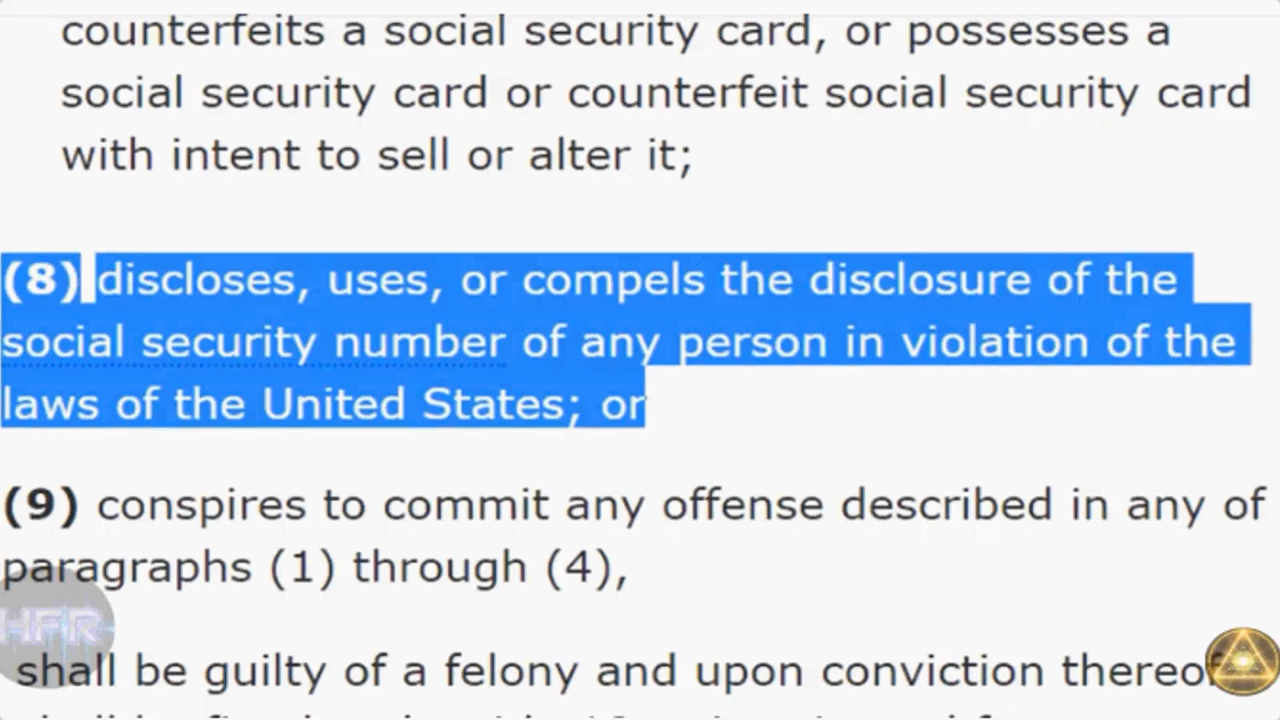 counterfeits a social security card, or possesses a
social security card or counterfeit social security card
with intent to sell or alter it;
(8) discloses, uses, or compels the disclosure of the
social security number of any person in violation of the
laws of the United States; or
(9) conspires to commit any offense described in any of
paragraphs (1) through (4),
HFR
shall be guilty of a felony and upon conviction thereof